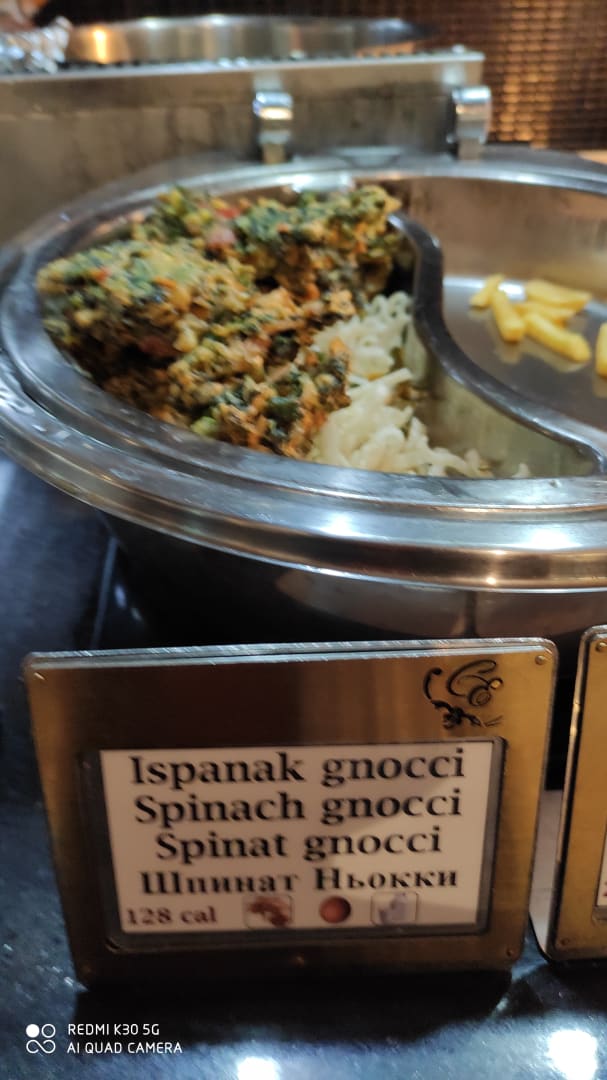 Ispanak gnocci
Spinach gnocci
Spinat gnocci
Шпинат Ньокки
128 cal
REDMI K30 5G
AI QUAD CAMERA